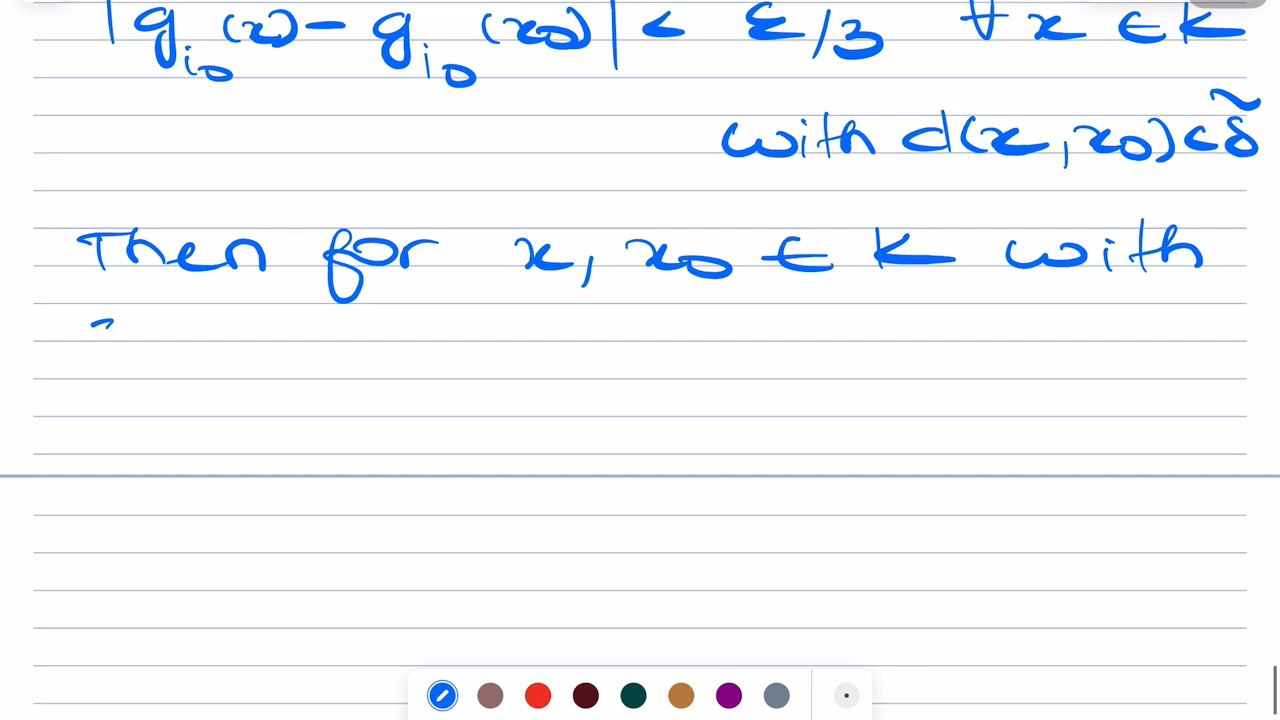 |g_{i_0}(x) - g_{i_0}(x_0)| < ε/3 ∀ x ∈ K
with d(x, x_0) < δ̃
Then for x, x_0 ∈ K with